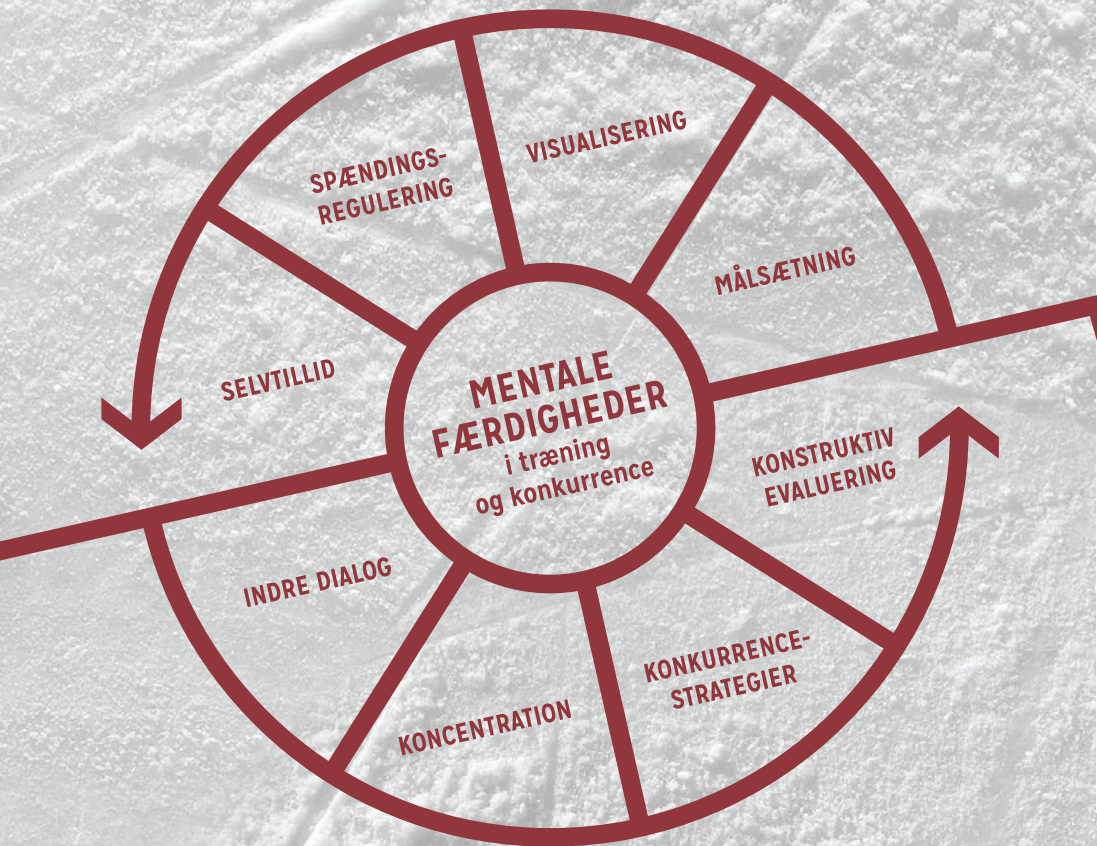 VISUALISERING
SPÆNDINGS-
REGULERING
MÅLSÆTNING
SELVTILLID
MENTALE
FÆRDIGHEDER
i træning
og konkurrence
KONSTRUKTIV
EVALUERING
INDRE DIALOG
KONKURRENCE-
STRATEGIER
KONCENTRATION